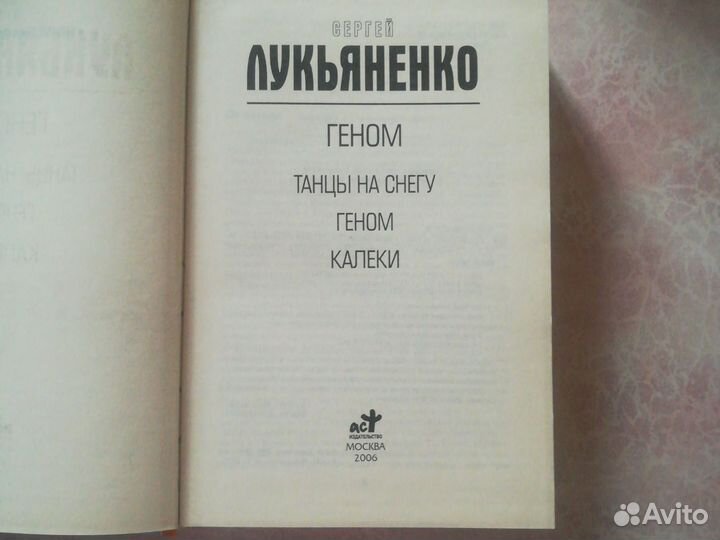 СЕРГЕЙ
ЛУКЬЯНЕНКО
ГЕНОМ
ТАНЦЫ НА СНЕГУ
ГЕНОМ
КАЛЕКИ
аст
ИЗДАТЕЛЬСТВО
МОСКВА
2006
Avito